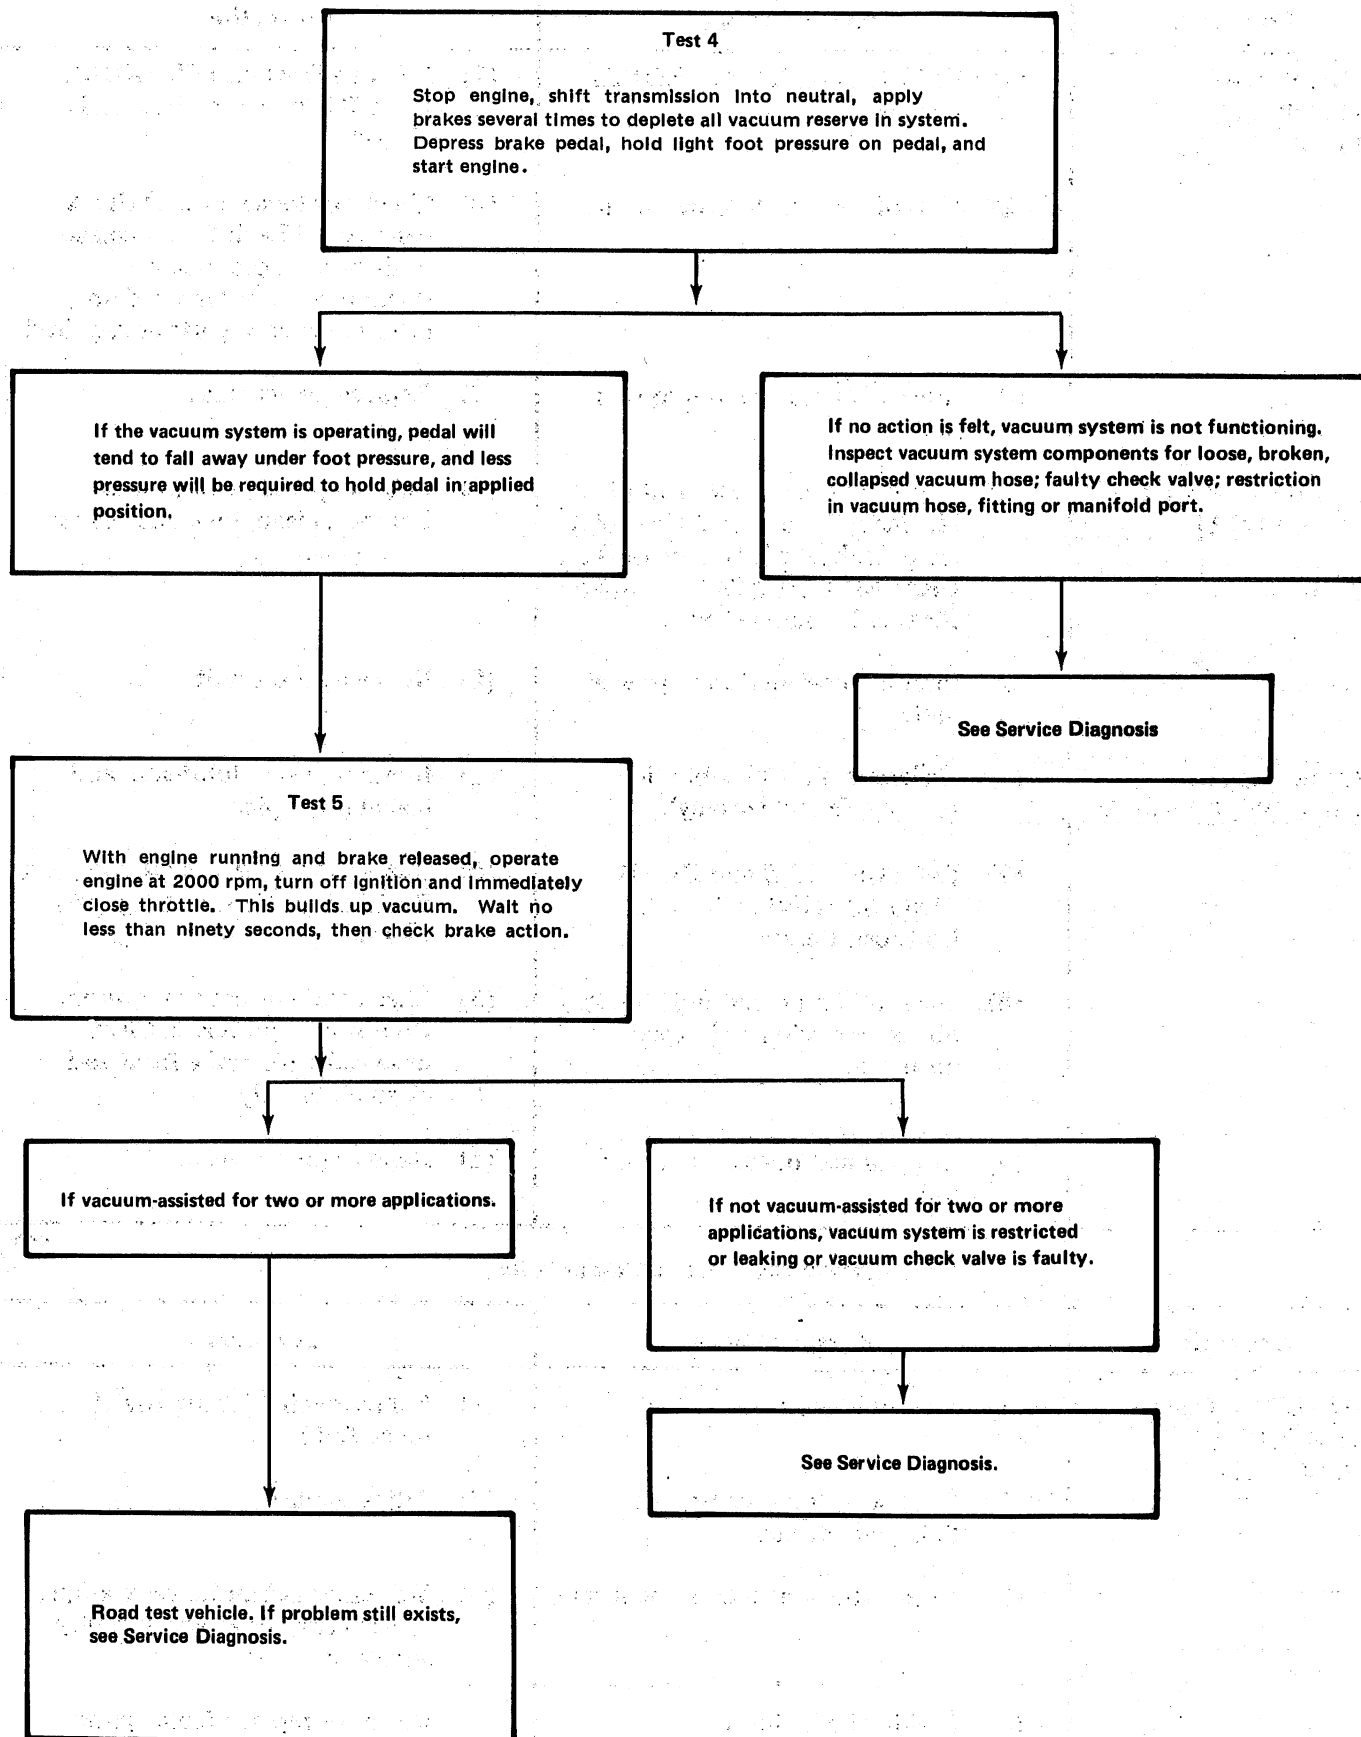 Test 4
Stop engine, shift transmission into neutral, apply
brakes several times to deplete all vacuum reserve in system.
Depress brake pedal, hold light foot pressure on pedal, and
start engine.
If the vacuum system is operating, pedal will
tend to fall away under foot pressure, and less
pressure will be required to hold pedal in applied
position.
If no action is felt, vacuum system is not functioning.
Inspect vacuum system components for loose, broken,
collapsed vacuum hose; faulty check valve; restriction
in vacuum hose, fitting or manifold port.
See Service Diagnosis
Test 5
With engine running and brake released, operate
engine at 2000 rpm, turn off ignition and immediately
close throttle. This builds up vacuum. Wait no
less than ninety seconds, then check brake action.
If vacuum-assisted for two or more applications.
If not vacuum-assisted for two or more
applications, vacuum system is restricted
or leaking or vacuum check valve is faulty.
See Service Diagnosis.
Road test vehicle. If problem still exists,
see Service Diagnosis.